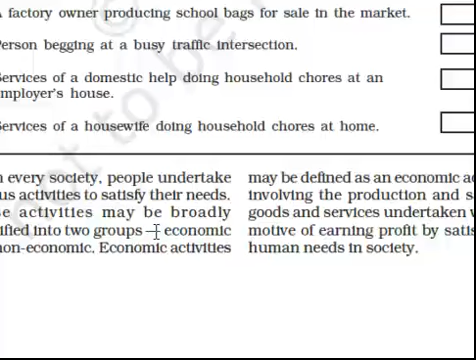 factory owner producing school bags for sale in the market.
Person begging at a busy traffic intersection.
Services of a domestic help doing household chores at an
employer's house.
Services of a housewife doing household chores at home.
every society, people undertake
activities to satisfy their needs.
activities may be broadly
into two groups – economic
non-economic. Economic activities
may be defined as an economic
involving the production and
goods and services undertaken
motive of earning profit by
human needs in society.